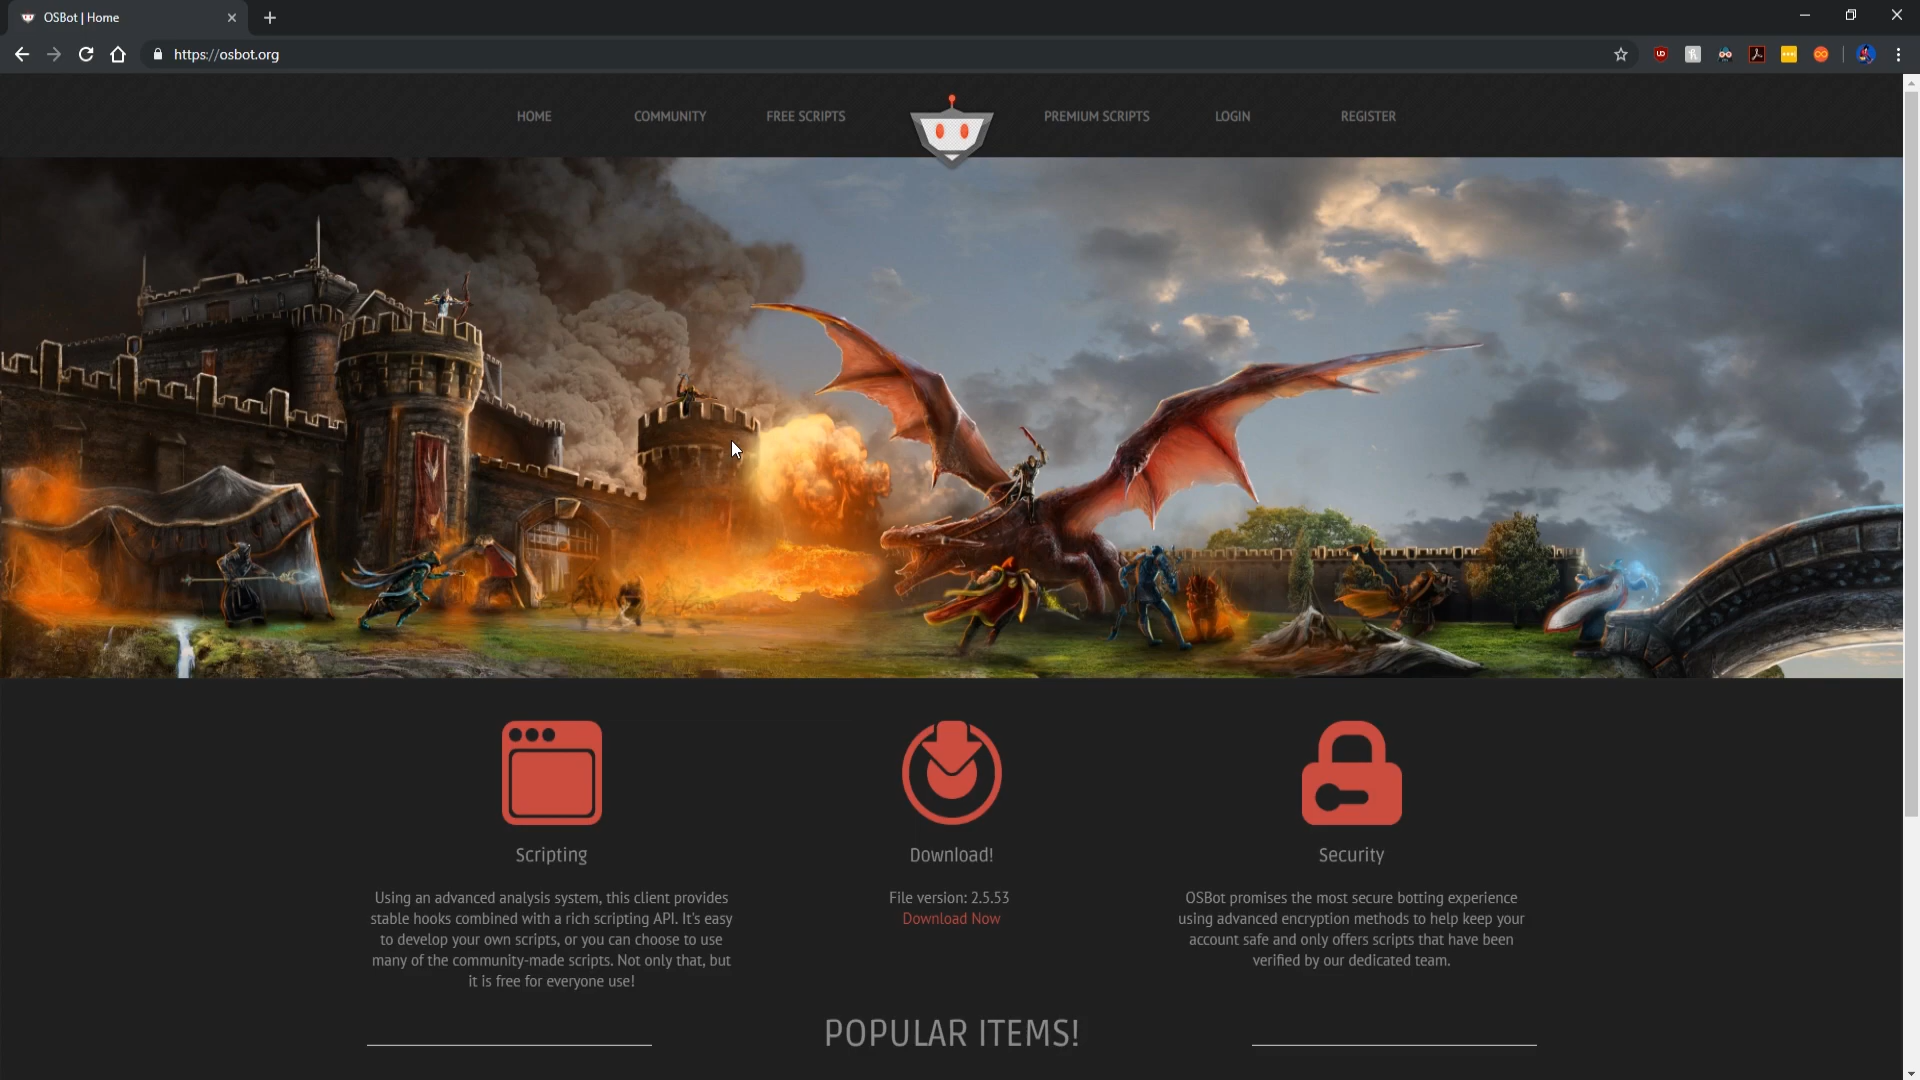 OSBot | Home
https://osbot.org
HOME
COMMUNITY
FREE SCRIPTS
PREMIUM SCRIPTS
LOGIN
REGISTER
Scripting
Using an advanced analysis system, this client provides
stable hooks combined with a rich scripting API. It's easy
to develop your own scripts, or you can choose to use
many of the community-made scripts. Not only that, but
it is free for everyone use!
Download!
File version: 2.5.53
Download Now
Security
OSBot promises the most secure botting experience
using advanced encryption methods to help keep your
account safe and only offers scripts that have been
verified by our dedicated team.
POPULAR ITEMS!